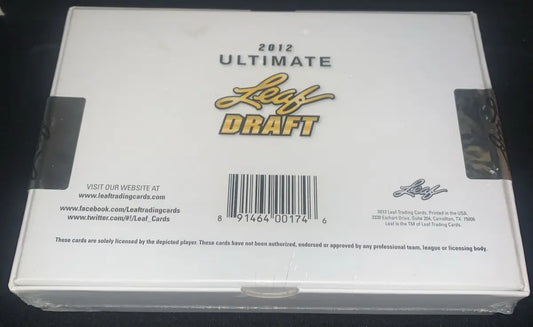 2012
ULTIMATE
Leaf
DRAFT
VISIT OUR WEBSITE AT
www.leaftradingcards.com
www.facebook.com/Leaftradingcards
www.twitter.com/#!/Leaf_Cards
8 91464 00174 6
Leaf
2012 Leaf Trading Cards. Printed in the USA.
Leaf is the TM of Leaf Trading Cards.
These cards are solely licensed by the depicted player. These cards have not been authorized, endorsed or approved by any professional team, league or licensing body.